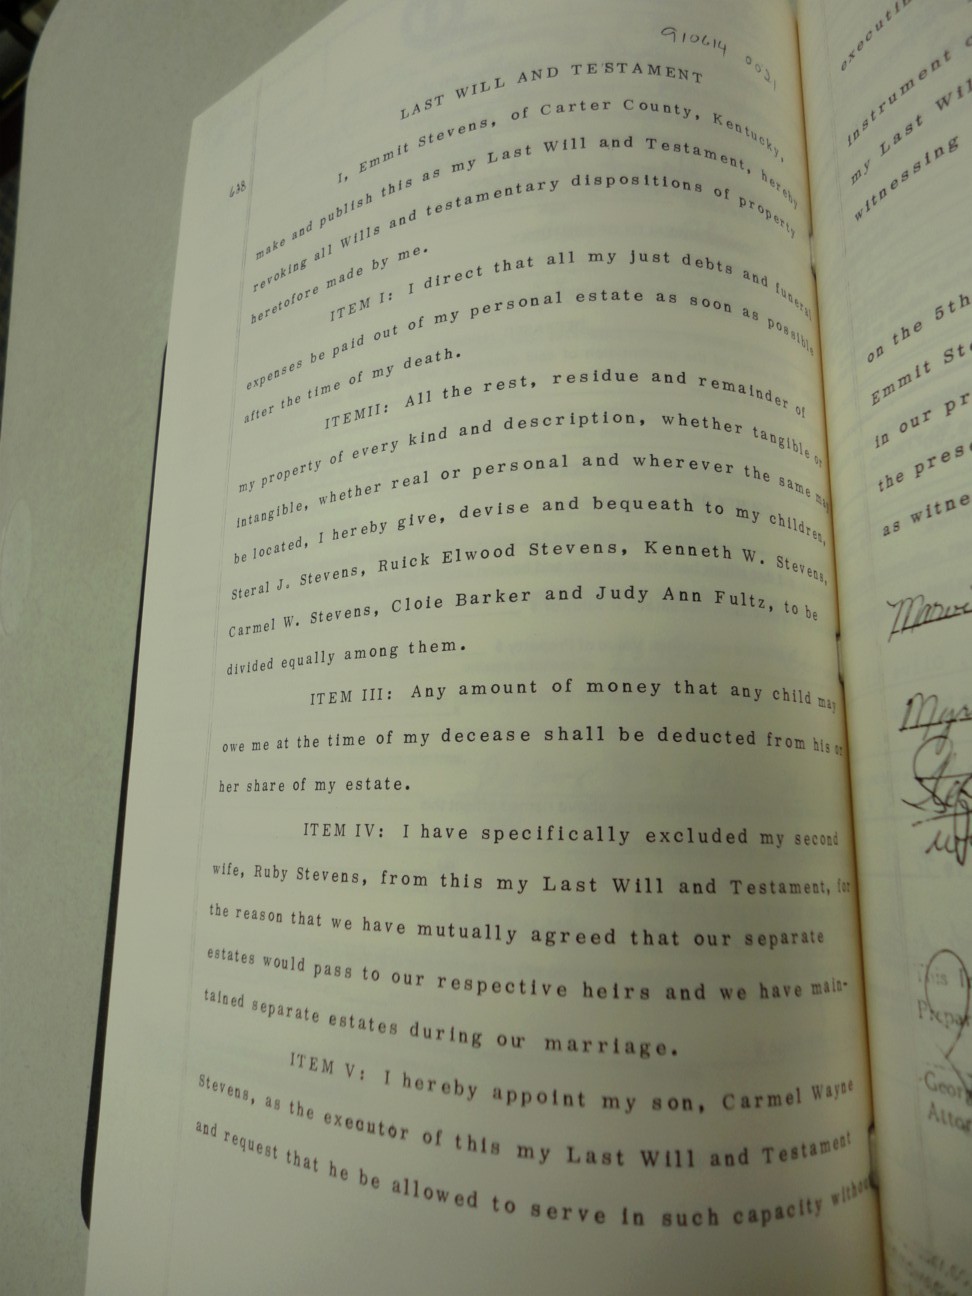 910614 0021
LAST WILL AND TESTAMENT
638
I, Emmit Stevens, of Carter County, Kentucky,
make and publish this as my Last Will and Testament, hereby
revoking all Wills and testamentary dispositions of property
heretofore made by me.
ITEM I: I direct that all my just debts and funeral
expenses be paid out of my personal estate as soon as possible
after the time of my death.
ITEMII: All the rest, residue and remainder of
my property of every kind and description, whether tangible or
intangible, whether real or personal and wherever the same may
be located, I hereby give, devise and bequeath to my children,
Steral J. Stevens, Ruick Elwood Stevens, Kenneth W. Stevens,
Carmel W. Stevens, Cloie Barker and Judy Ann Fultz, to be
divided equally among them.
ITEM III: Any amount of money that any child may
owe me at the time of my decease shall be deducted from his or
her share of my estate.
ITEM IV: I have specifically excluded my second
wife, Ruby Stevens, from this my Last Will and Testament, for
the reason that we have mutually agreed that our separate
estates would pass to our respective heirs and we have main-
tained separate estates during our marriage.
ITEM V: I hereby appoint my son, Carmel Wayne
Stevens, as the executor of this my Last Will and Testament
and request that he be allowed to serve in such capacity without
instrument
my Last Will
witnessing
on the 5th
Emmit
in our
the
as